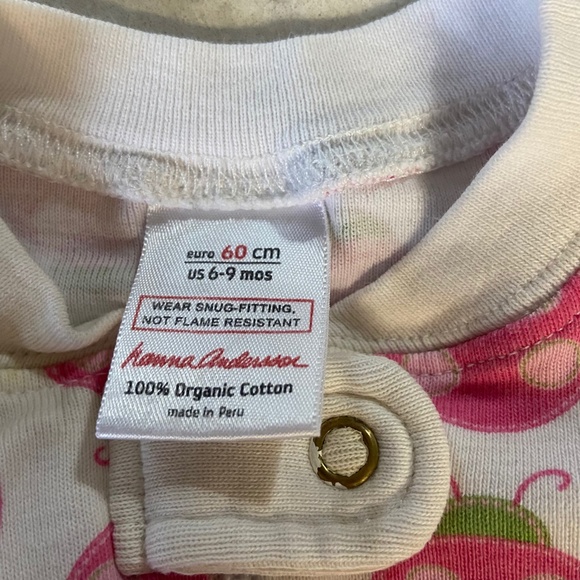 euro 60 cm
US 6-9 mos
WEAR SNUG-FITTING,
NOT FLAME RESISTANT
hanna Andersson
100% Organic Cotton
made in Peru